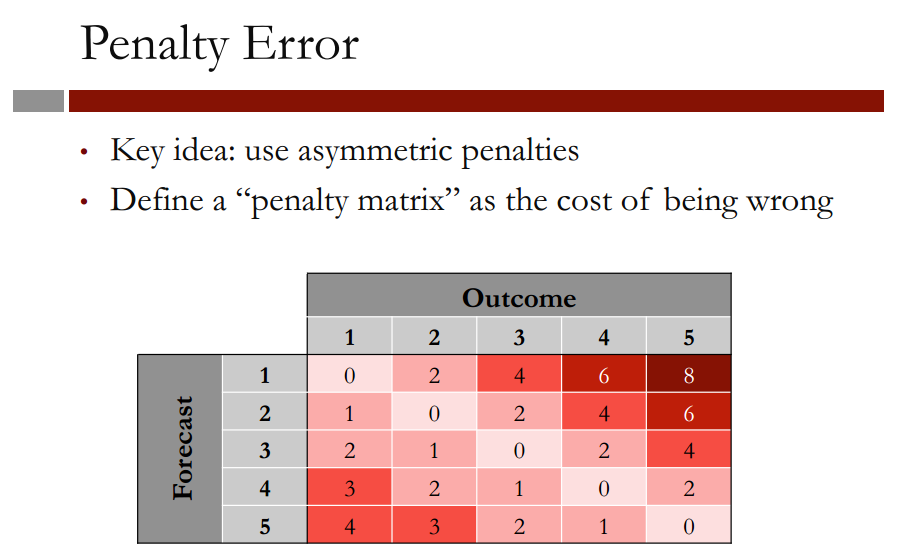 Penalty Error
• Key idea: use asymmetric penalties
• Define a “penalty matrix” as the cost of being wrong
Outcome
1 2 3 4 5
Forecast
1 0 2 4 6 8
2 1 0 2 4 6
3 2 1 0 2 4
4 3 2 1 0 2
5 4 3 2 1 0